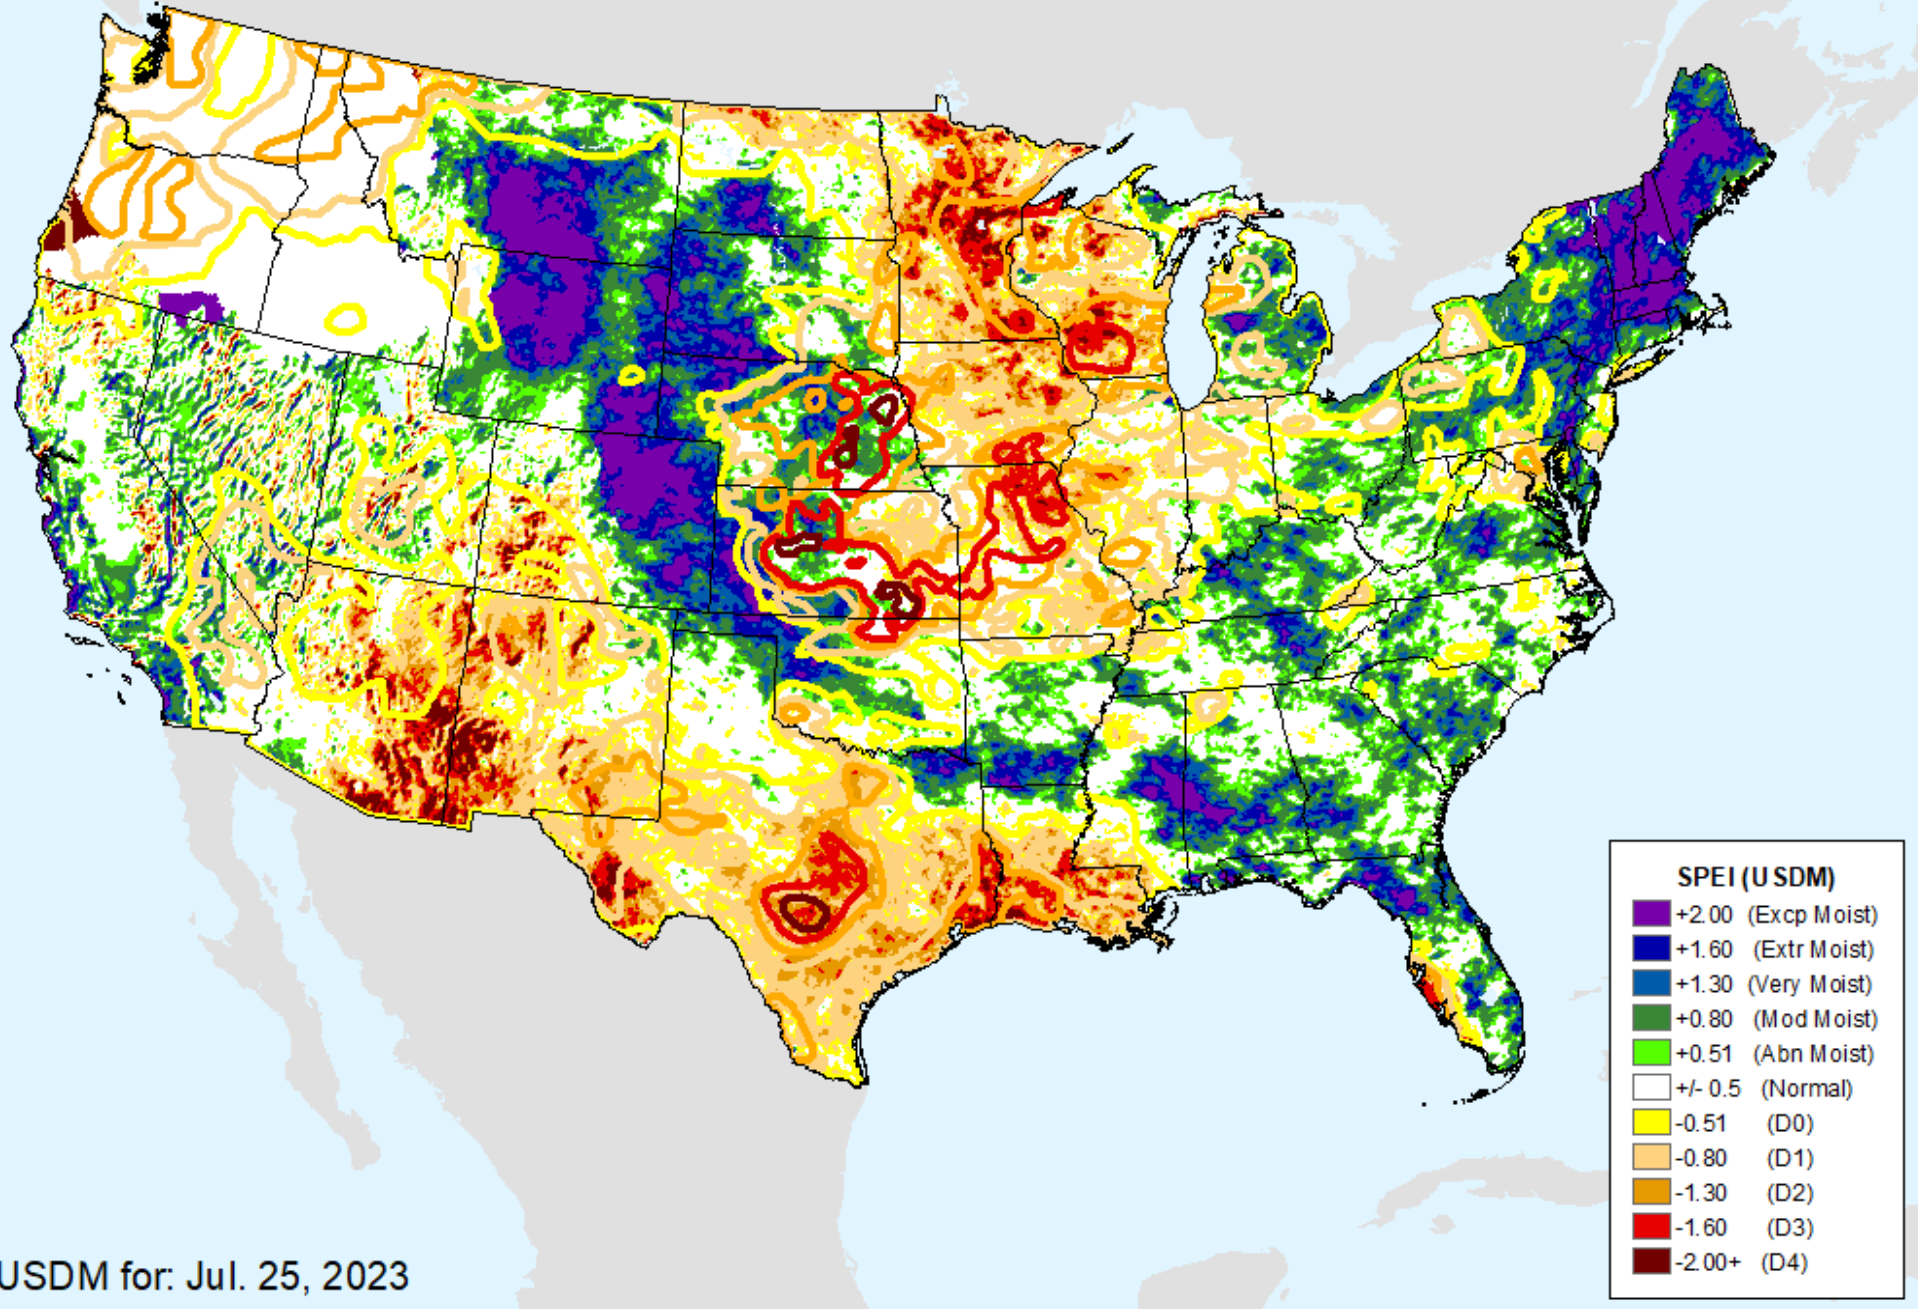 SPEI (USDM)
+2.00 (Excp Moist)
+1.60 (Extr Moist)
+1.30 (Very Moist)
+0.80 (Mod Moist)
+0.51 (Abn Moist)
+/- 0.5 (Normal)
-0.51 (D0)
-0.80 (D1)
-1.30 (D2)
-1.60 (D3)
-2.00+ (D4)
USDM for: Jul. 25, 2023